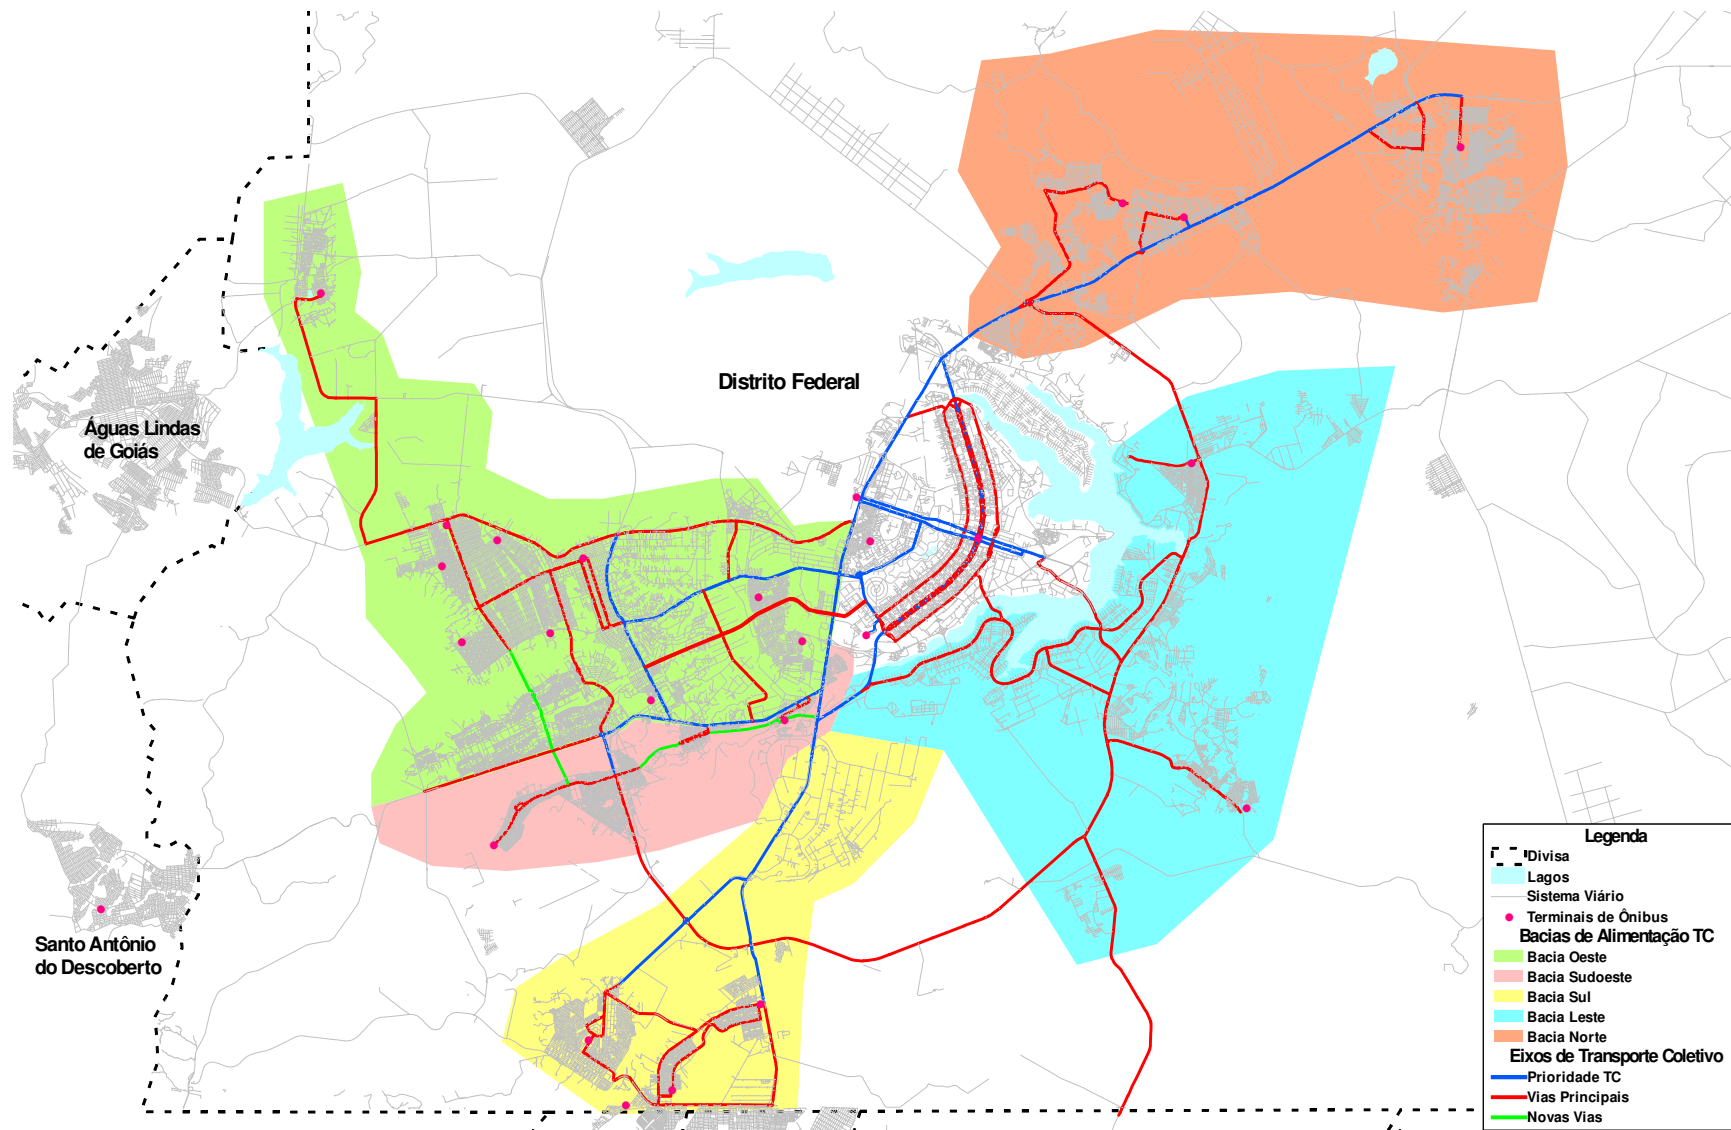 Distrito Federal
Águas Lindas
de Goiás
Santo Antônio
do Descoberto
Legenda
Divisa
Lagos
Sistema Viário
Terminais de Ônibus
Bacias de Alimentação TC
Bacia Oeste
Bacia Sudoeste
Bacia Sul
Bacia Leste
Bacia Norte
Eixos de Transporte Coletivo
Prioridade TC
Vias Principais
Novas Vias